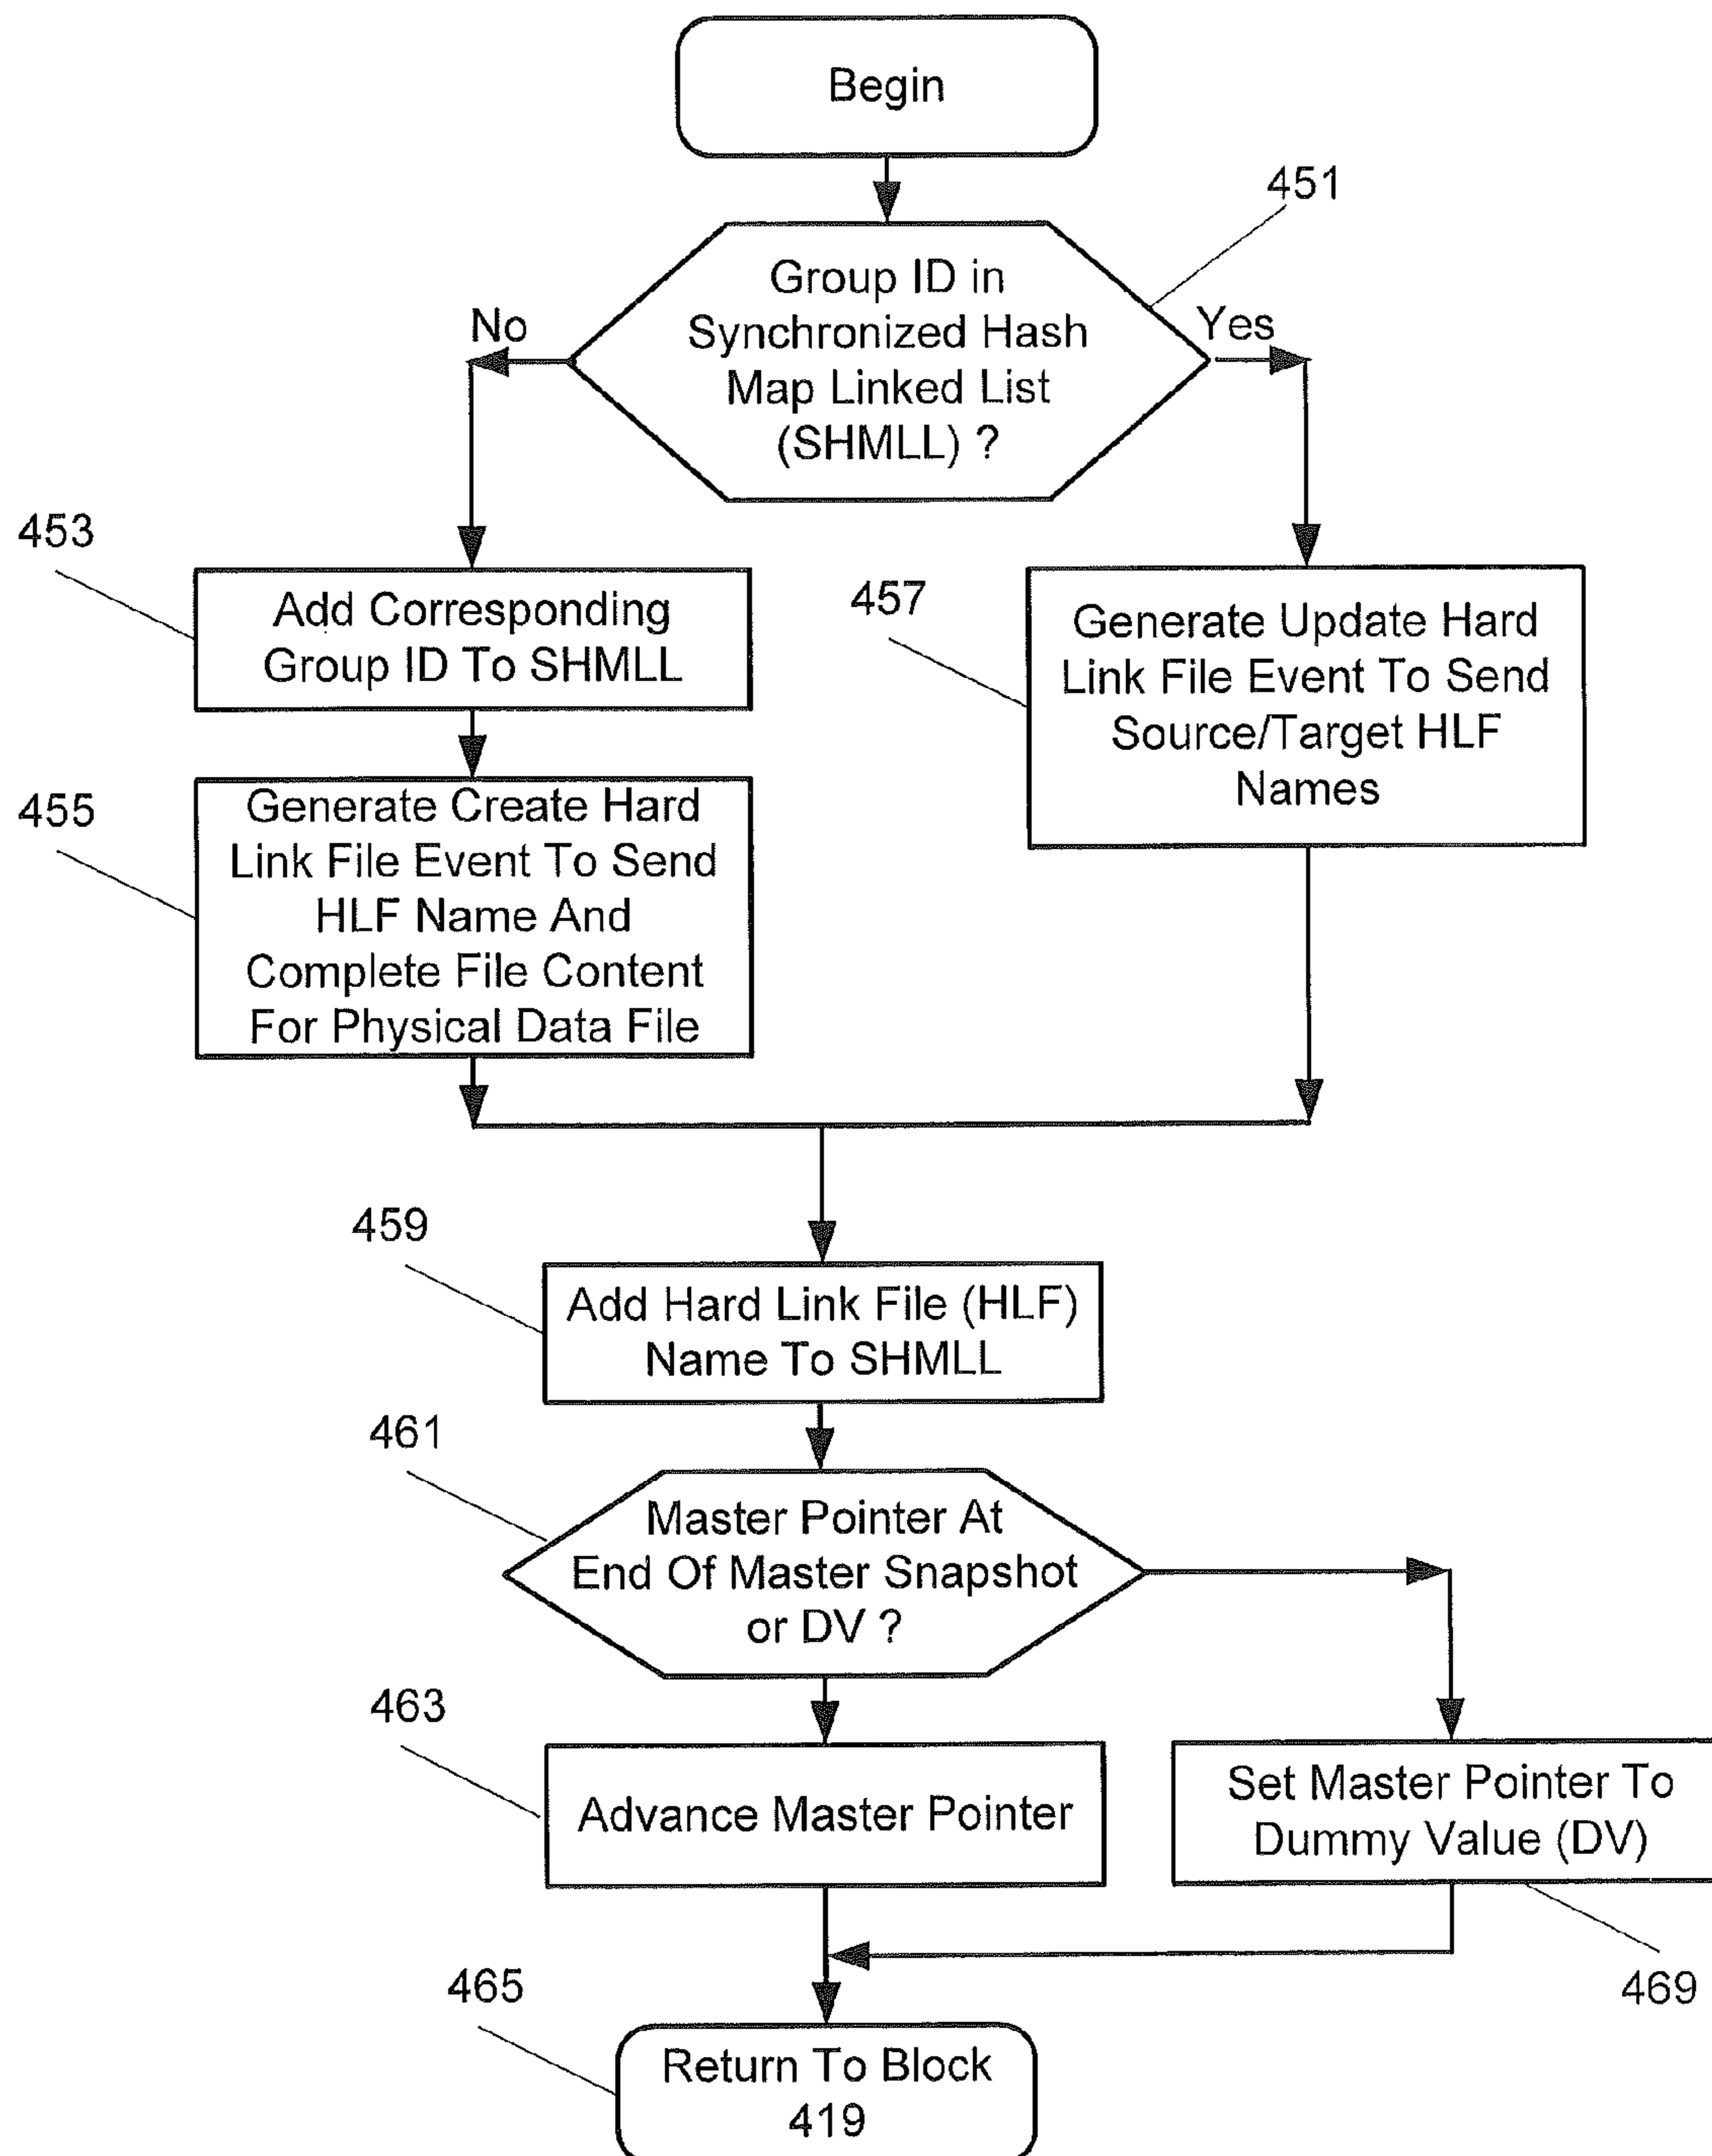 Begin
451
Group ID in
Synchronized Hash
Map Linked List
(SHMLL) ?
No
Yes
453
Add Corresponding
Group ID To SHMLL
457
Generate Update Hard
Link File Event To Send
Source/Target HLF
Names
455
Generate Create Hard
Link File Event To Send
HLF Name And
Complete File Content
For Physical Data File
459
Add Hard Link File (HLF)
Name To SHMLL
461
Master Pointer At
End Of Master Snapshot
or DV ?
463
Advance Master Pointer
Set Master Pointer To
Dummy Value (DV)
469
465
Return To Block
419